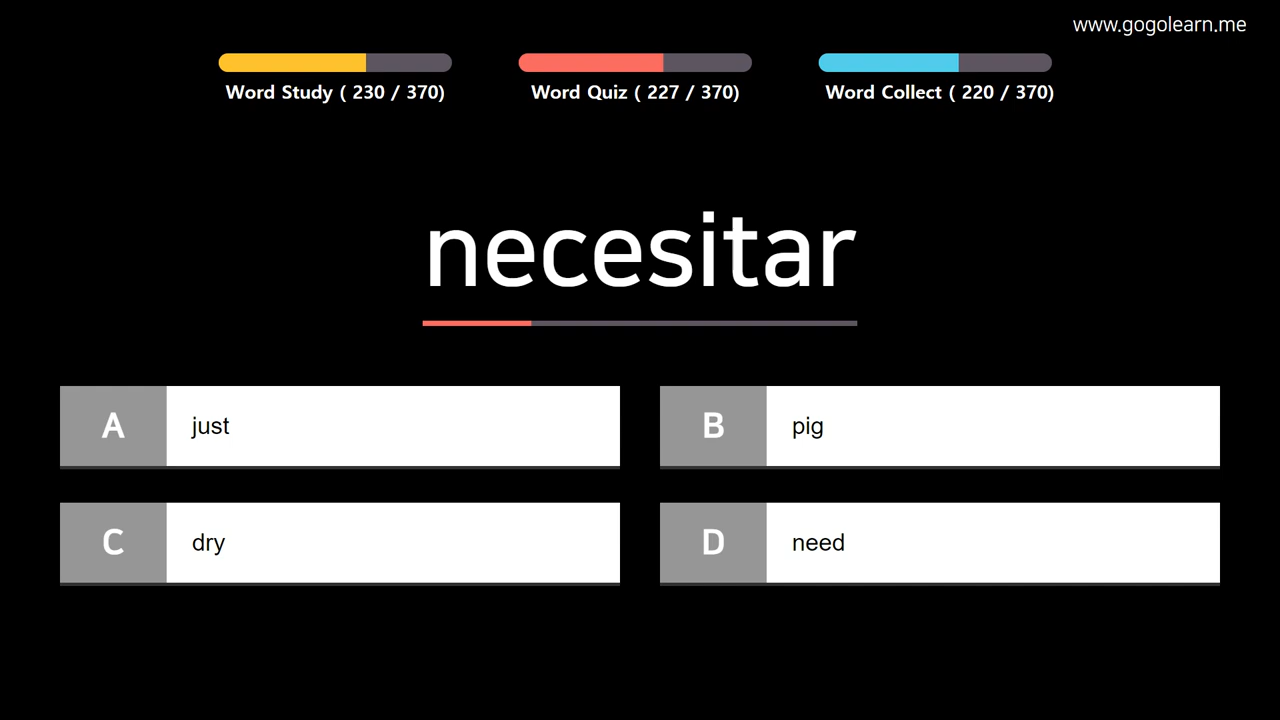 www.gogolearn.me
Word Study ( 230 / 370)
Word Quiz ( 227 / 370)
Word Collect ( 220 / 370)
necesitar
A just
B pig
C dry
D need